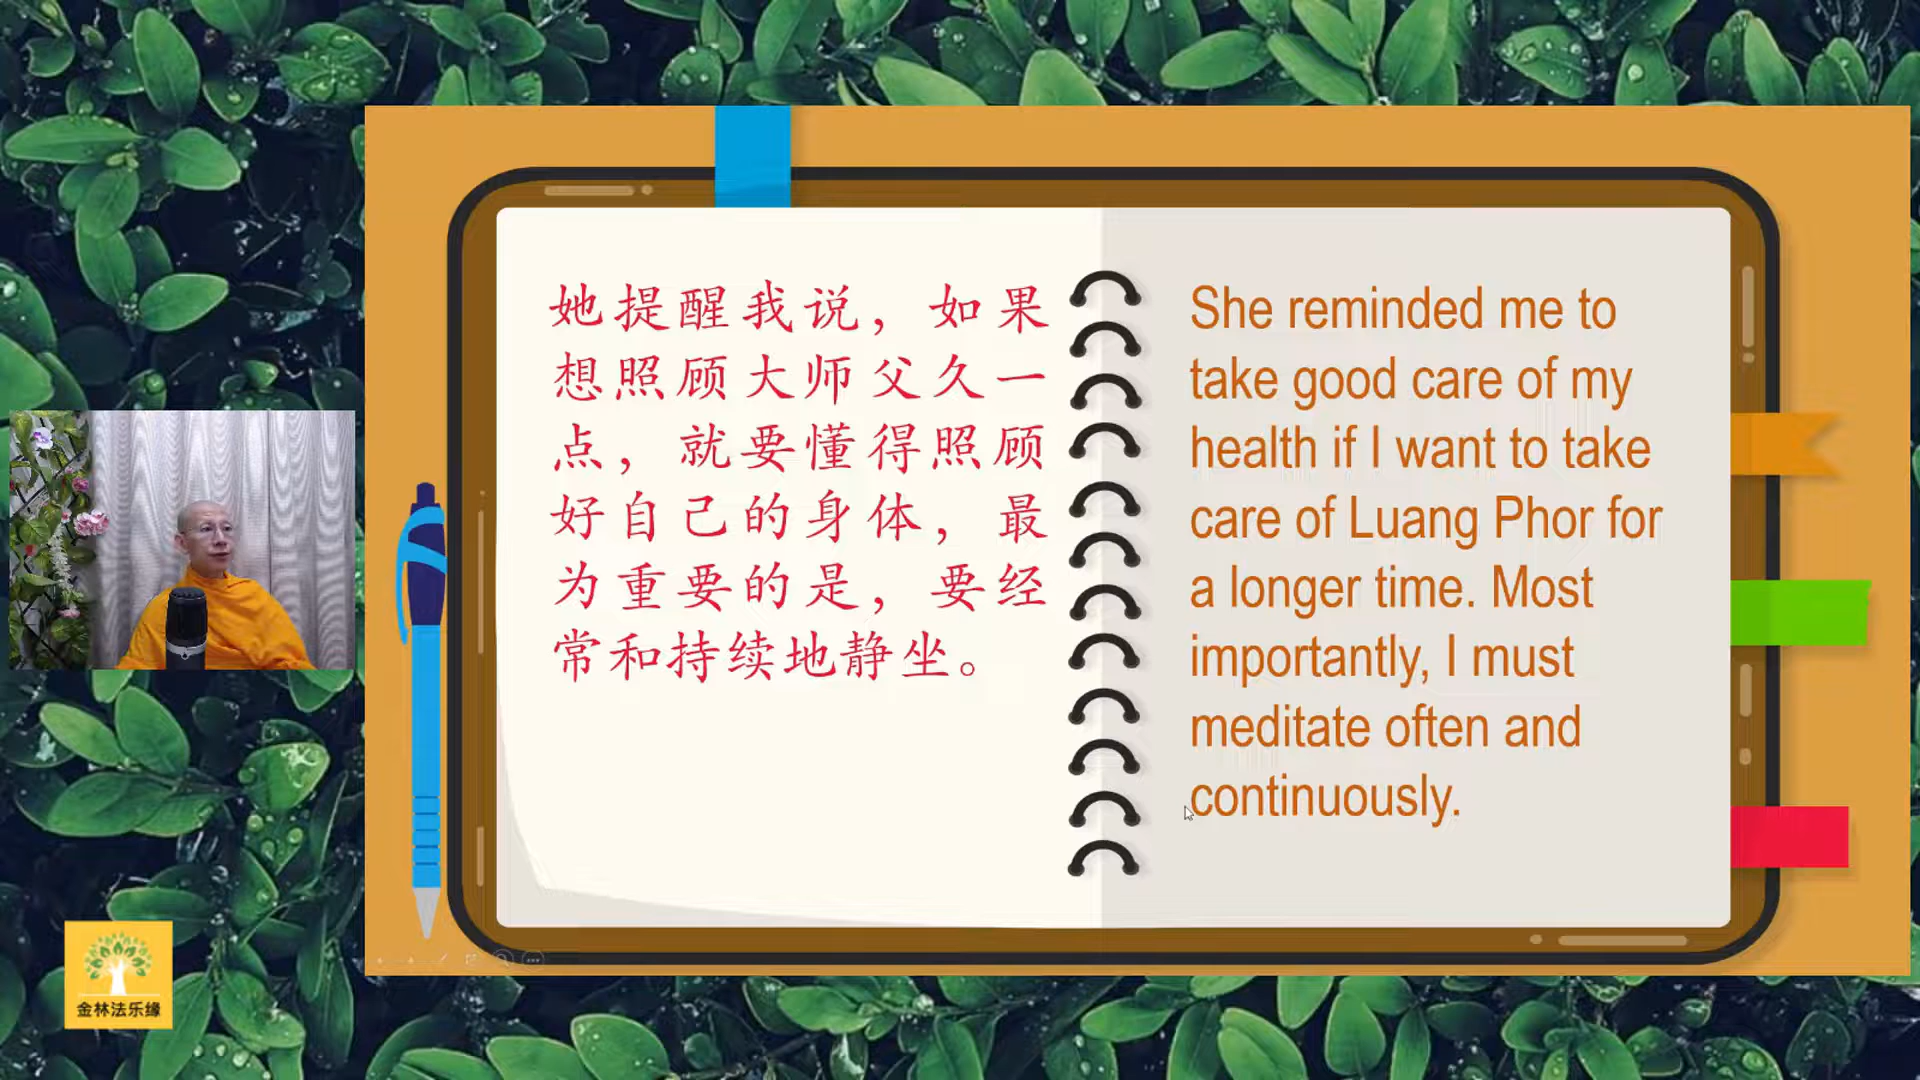 她提醒我说，如果
想照顾大师父久一
点，就要懂得照顾
好自己的身体，最
为重要的是，要经
常和持续地静坐。
She reminded me to
take good care of my
health if I want to take
care of Luang Phor for
a longer time. Most
importantly, I must
meditate often and
continuously.
金林法乐缘